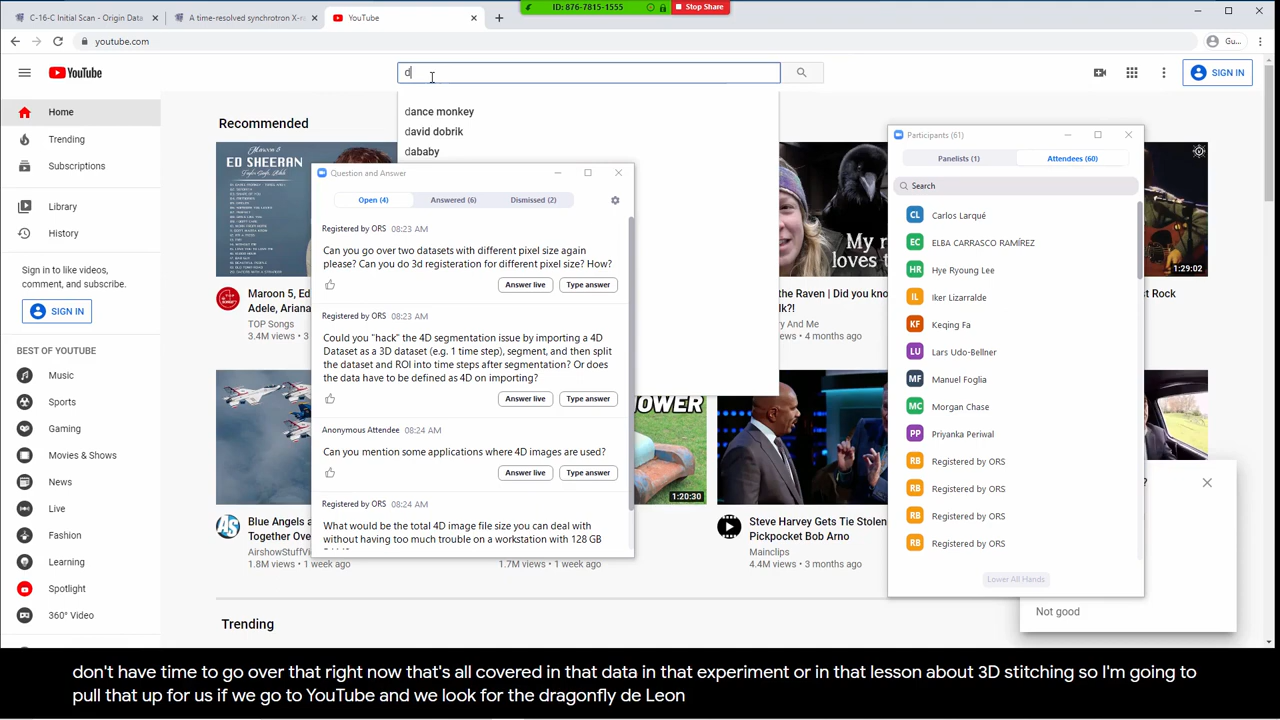 C-16-C Initial Scan - Origin Data
A time-resolved synchrotron X-ra
YouTube
ID: 876-7815-1555
Stop Share
youtube.com
Gu...
YouTube
d
SIGN IN
dance monkey
david dobrik
dababy
Home
Trending
Subscriptions
Library
History
Sign in to like videos,
comment, and subscribe.
SIGN IN
BEST OF YOUTUBE
Music
Sports
Gaming
Movies & Shows
News
Live
Fashion
Learning
Spotlight
360° Video
Recommended
ED SHEERAN
Maroon 5, Ed
Adele, Ariana
TOP Songs
3.4M views
Blue Angels a
Together Ove
AirshowStuffVi
1.8M views • 1 week ago
OWER
1:20:30
1.7M views • 1 week ago
My r
loves t
the Raven | Did you kno
ry And Me
views • 4 months ago
Steve Harvey Gets Tie Stolen
Pickpocket Bob Arno
Mainclips
4.4M views • 3 months ago
1:29:02
st Rock
Trending
Question and Answer
Open (4)
Answered (6)
Dismissed (2)
Registered by ORS 08:23 AM
Can you go over two datasets with different pixel size again
please? Can you do 3d registeration for different pixel size? How?
Answer live
Type answer
Registered by ORS 08:23 AM
Could you "hack" the 4D segmentation issue by importing a 4D
Dataset as a 3D dataset (e.g. 1 time step), segment, and then split
the dataset and ROI into time steps after segmentation? Or does
the data have to be defined as 4D on importing?
Answer live
Type answer
Anonymous Attendee 08:24 AM
Can you mention some applications where 4D images are used?
Answer live
Type answer
Registered by ORS 08:24 AM
What would be the total 4D image file size you can deal with
without having too much trouble on a workstation with 128 GB
Participants (61)
Panelists (1)
Attendees (60)
Search
CL Carlos Larqué
EC ELBA CARRASCO RAMÍREZ
HR Hye Ryoung Lee
IL Iker Lizarralde
KF Keqing Fa
LU Lars Udo-Bellner
MF Manuel Foglia
MC Morgan Chase
PP Priyanka Periwal
RB Registered by ORS
RB Registered by ORS
RB Registered by ORS
RB Registered by ORS
Lower All Hands
?
Not good
don't have time to go over that right now that's all covered in that data in that experiment or in that lesson about 3D stitching so I'm going to
pull that up for us if we go to YouTube and we look for the dragonfly de Leon